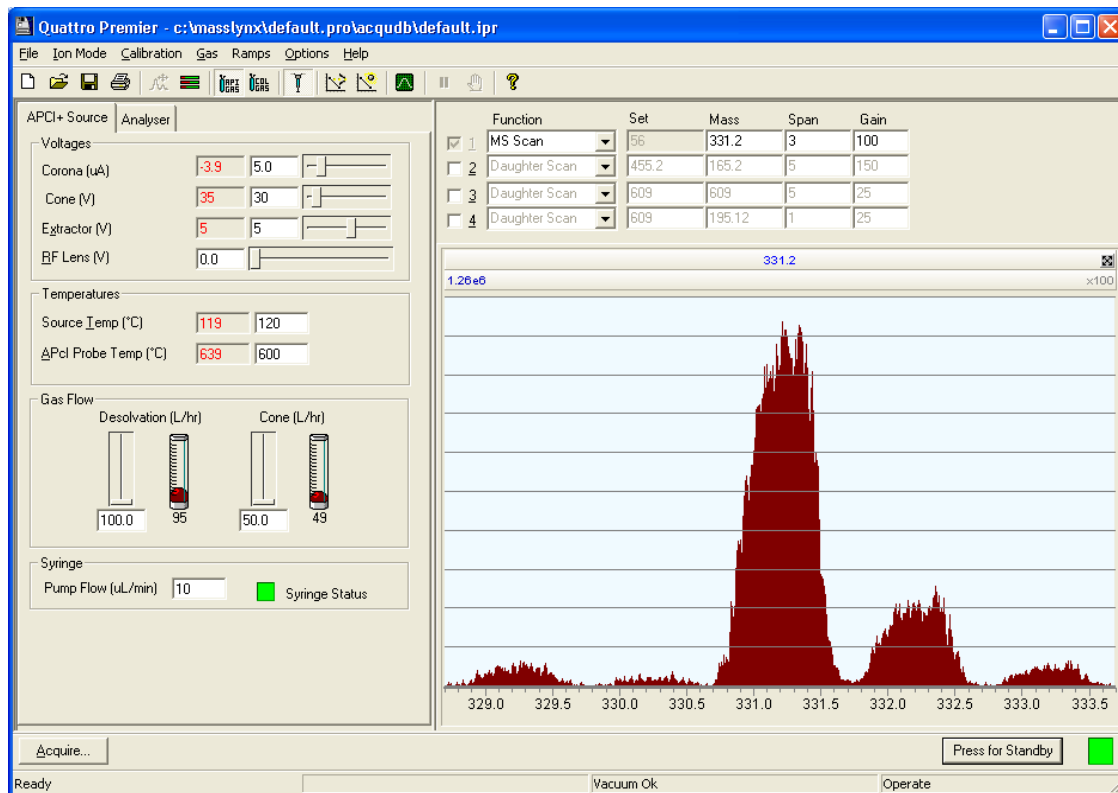 Quattro Premier - c:\masslynx\default.pro\acqudb\default.ipr
File Ion Mode Calibration Gas Ramps Options Help
API GAS COL GAS
APCI+ Source Analyser
Voltages
Corona (uA) -3.9 5.0
Cone (V) 35 30
Extractor (V) 5 5
RF Lens (V) 0.0
Temperatures
Source Temp (°C) 119 120
APcI Probe Temp (°C) 639 600
Gas Flow
Desolvation (L/hr) Cone (L/hr)
100.0 95 50.0 49
Syringe
Pump Flow (uL/min) 10 Syringe Status
Function Set Mass Span Gain
1 MS Scan 56 331.2 3 100
2 Daughter Scan 455.2 165.2 5 150
3 Daughter Scan 609 609 5 25
4 Daughter Scan 609 195.12 1 25
331.2
1.26e6 x100
329.0 329.5 330.0 330.5 331.0 331.5 332.0 332.5 333.0 333.5
Acquire... Press for Standby
Ready Vacuum Ok Operate